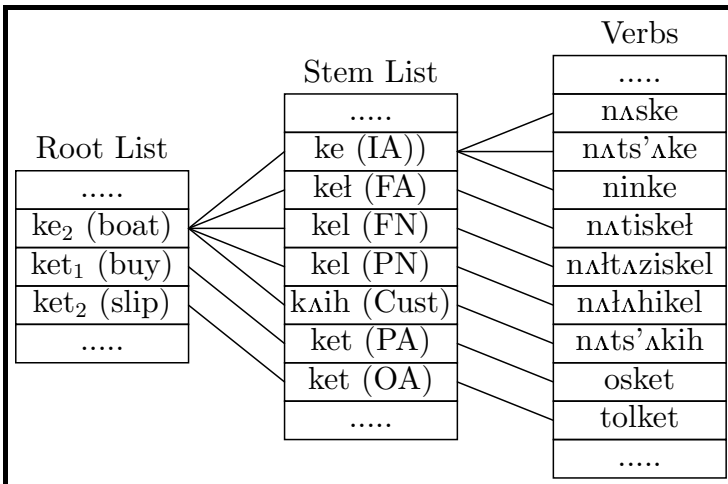 Root List
.....
ke₂ (boat)
ket₁ (buy)
ket₂ (slip)
.....
Stem List
.....
ke (IA))
keł (FA)
kel (FN)
kel (PN)
kʌih (Cust)
ket (PA)
ket (OA)
.....
Verbs
.....
nʌske
nʌts'ʌke
ninke
nʌtiskeł
nʌłtʌziskel
nʌłʌhikel
nʌts'ʌkih
osket
tolket
.....